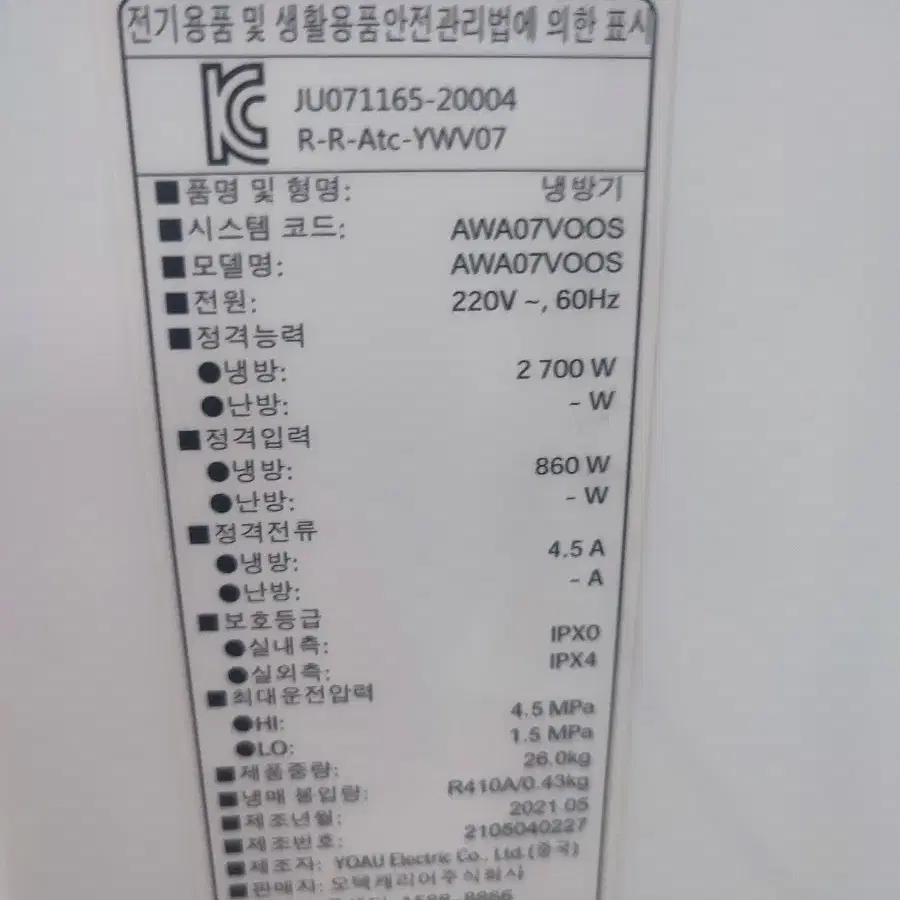 전기용품 및 생활용품안전관리법에 의한 표시
KC JU071165-20004
R-R-Atc-YWV07
■품명 및 형명: 냉방기
■시스템 코드: AWA07VOOS
■모델명: AWA07VOOS
■전원: 220V ~, 60Hz
■정격능력
●냉방: 2 700 W
●난방: - W
■정격입력
●냉방: 860 W
●난방: - W
■정격전류
●냉방: 4.5 A
●난방: - A
■보호등급
●실내측: IPX0
●실외측: IPX4
■최대운전압력
●HI: 4.5 MPa
●LO: 1.5 MPa
■제품중량: 26.0kg
■냉매 봉입량: R410A/0.43kg
■제조년월: 2021.05
■제조번호: 2105040227
■제조자: YOAU Electric Co., Ltd.(중국)
■판매자: 오텍캐리어주식회사
1588-8866